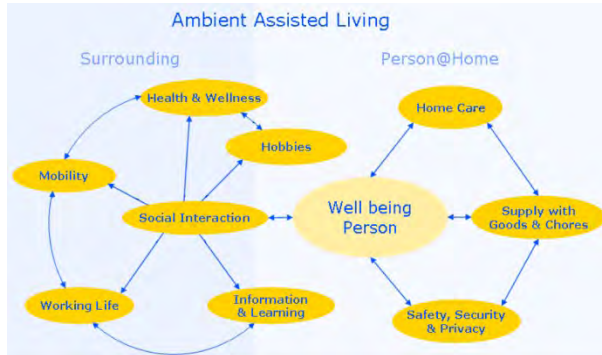 Ambient Assisted Living
Surrounding
Person@Home
Health & Wellness
Home Care
Hobbies
Mobility
Social Interaction
Well being
Person
Supply with
Goods & Chores
Working Life
Information
& Learning
Safety, Security
& Privacy